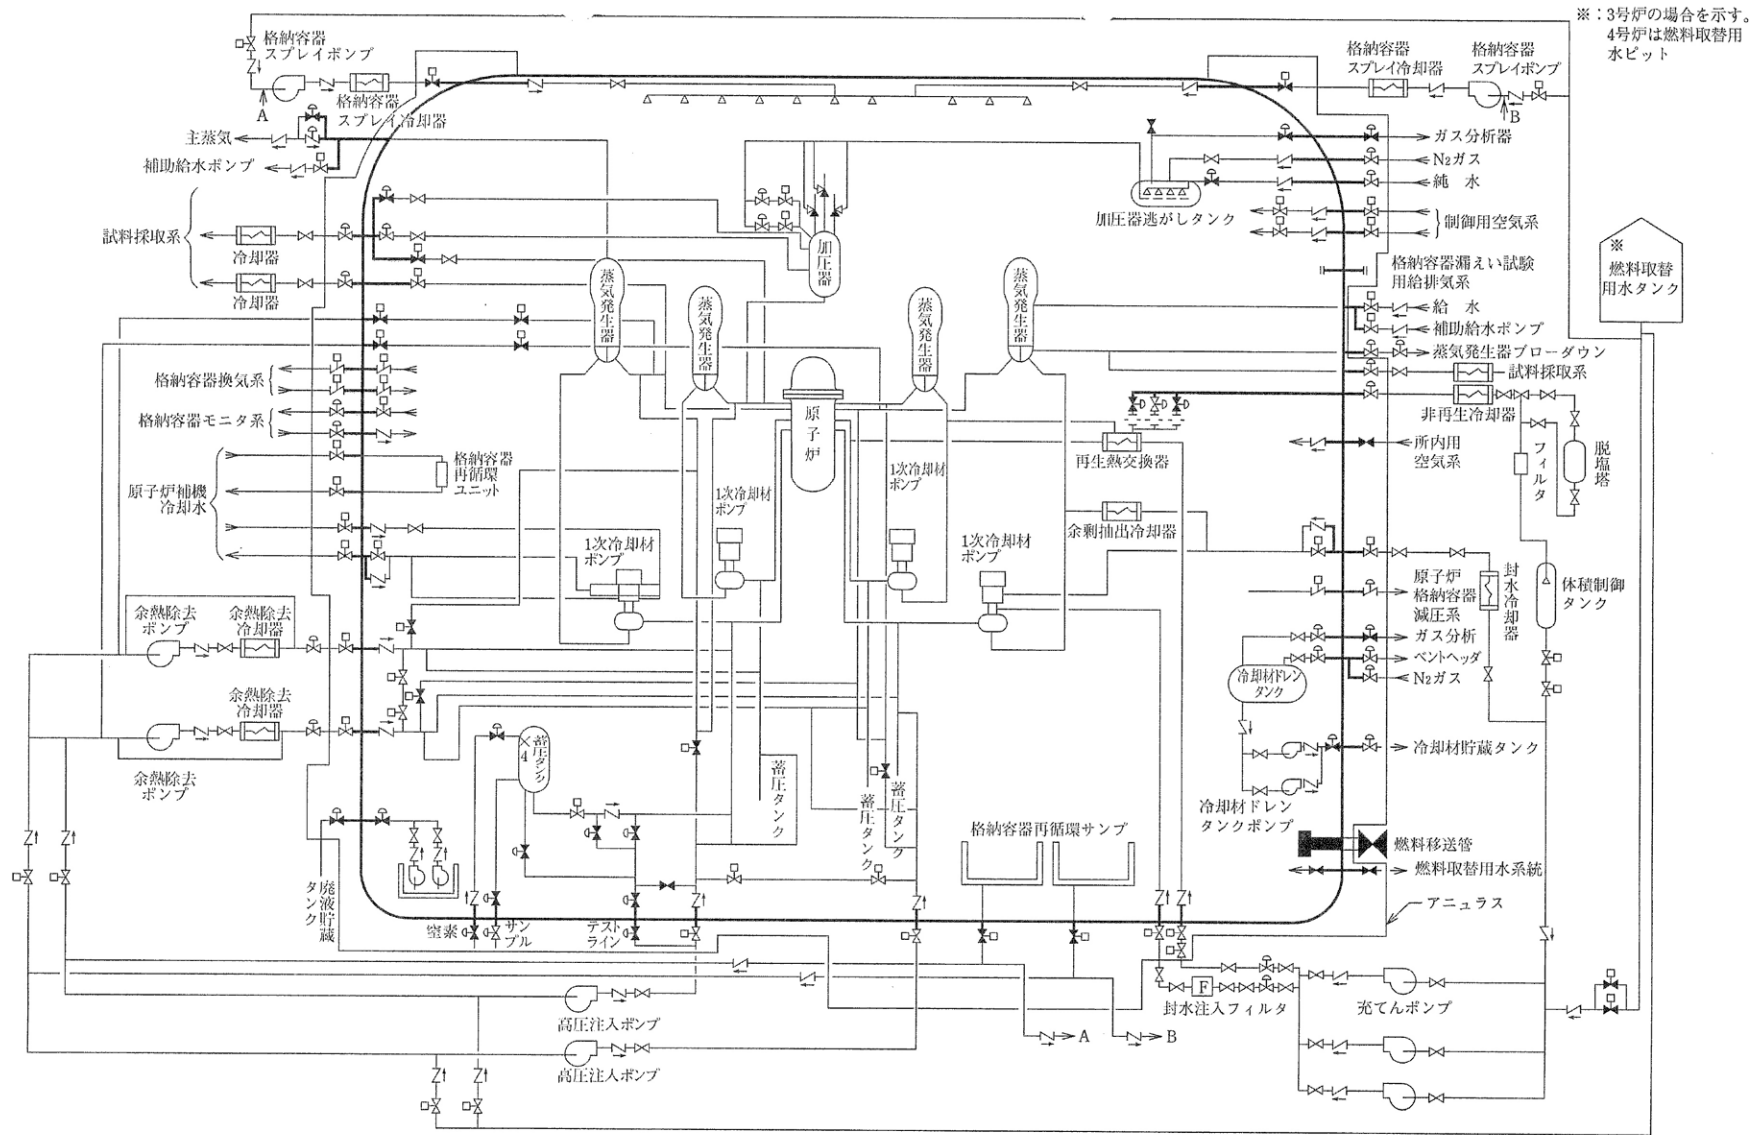 ※：3号炉の場合を示す。
4号炉は燃料取替用
水ピット
格納容器
スプレイポンプ
A
格納容器
スプレイ冷却器
主蒸気
補助給水ポンプ
試料採取系
冷却器
冷却器
格納容器換気系
格納容器モニタ系
原子炉補機
冷却水
格納容器
再循環
ユニット
加圧器
蒸気発生器
蒸気発生器
蒸気発生器
蒸気発生器
原子炉
1次冷却材
ポンプ
1次冷却材
ポンプ
1次冷却材
ポンプ
1次冷却材
ポンプ
格納容器
スプレイ冷却器
格納容器
スプレイポンプ
B
ガス分析器
N2ガス
純　水
加圧器逃がしタンク
制御用空気系
格納容器漏えい試験
用給排気系
給　水
補助給水ポンプ
蒸気発生器ブローダウン
試料採取系
非再生冷却器
再生熱交換器
所内用
空気系
フィルタ
脱塩塔
余剰抽出冷却器
封水冷却器
体積制御
タンク
原子炉
格納容器
減圧系
ガス分析
ベントヘッダ
N2ガス
冷却材ドレン
タンク
冷却材貯蔵タンク
冷却材ドレン
タンクポンプ
燃料移送管
燃料取替用水系統
アニュラス
※
燃料取替
用水タンク
余熱除去
ポンプ
余熱除去
冷却器
余熱除去
冷却器
余熱除去
ポンプ
蓄圧タンク
×4
蓄圧タンク
蓄圧タンク
蓄圧タンク
格納容器再循環サンプ
廃液貯蔵
タンク
窒素
サン
プル
テスト
ライン
高圧注入ポンプ
高圧注入ポンプ
A
B
F
封水注入フィルタ
充てんポンプ